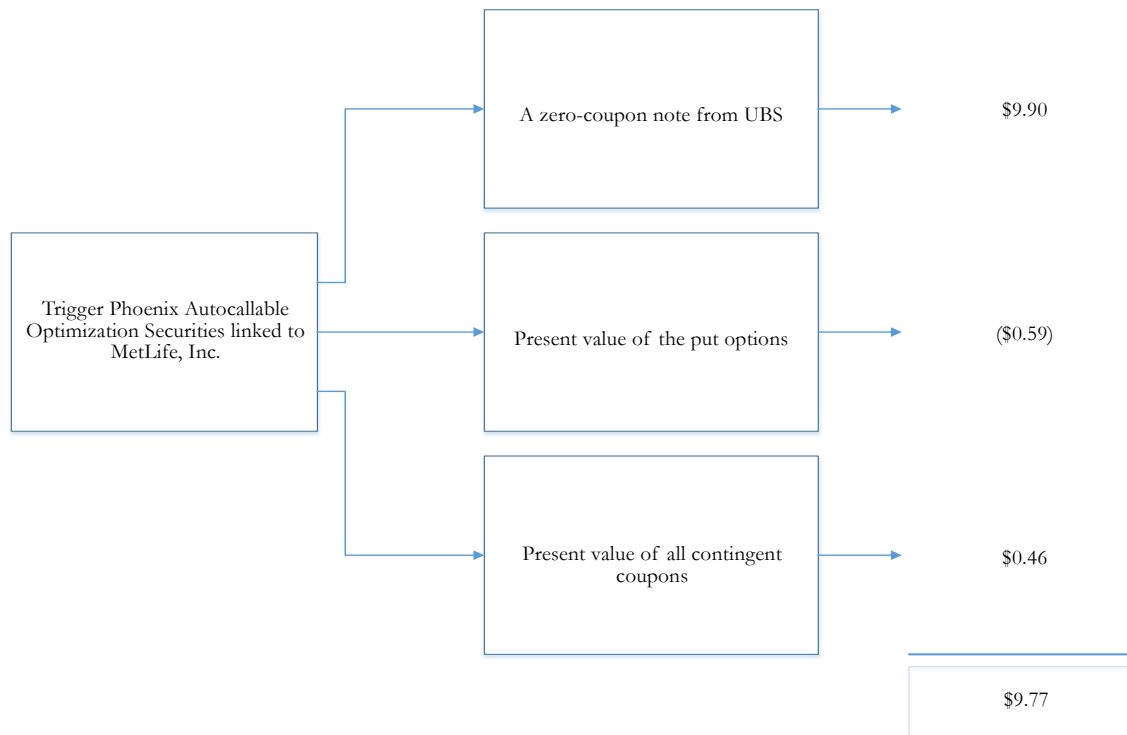 A zero-coupon note from UBS
$9.90
Trigger Phoenix Autocallable
Optimization Securities linked to
MetLife, Inc.
Present value of the put options
($0.59)
Present value of all contingent
coupons
$0.46
$9.77